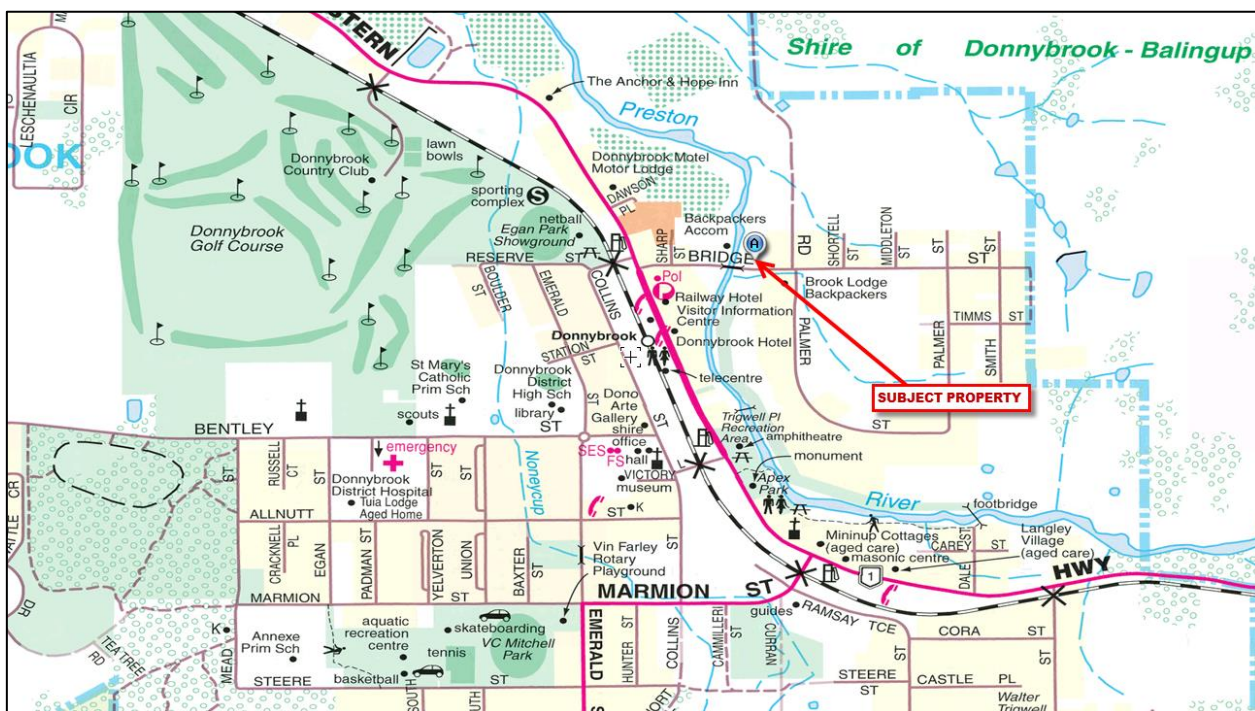 STERN
Shire of Donnybrook - Balingup
LESCHENAULTIA
CIR
OOK
The Anchor & Hope Inn
Preston
lawn
bowls
Donnybrook
Country Club
Donnybrook Motel
Motor Lodge
DAWSON
PL
sporting
complex
S
netball
Egan Park
Showground
Donnybrook
Golf Course
Backpackers
Accom
A
SHARP
ST
BRIDGE
RD
SHORTELL
ST
MIDDLETON
ST
ST
ST
RESERVE ST
BOULDER
ST
EMERALD
COLLINS
Pol
P
Railway Hotel
Visitor Information
Centre
Donnybrook
Donnybrook Hotel
Brook Lodge
Backpackers
TIMMS ST
PALMER
PALMER
SMITH
STATION
ST
telecentre
St Mary's
Catholic
Prim Sch
Donnybrook
District
High Sch
library
scouts
ST
ST
Dono
Arte
Gallery
shire
office
hall
ST
SUBJECT PROPERTY
ST
Trigwell Pl
Recreation
Area
amphitheatre
monument
BENTLEY
SES
FS
VICTORY
museum
K
ST
Apex
Park
River
footbridge
emergency
RUSSELL
CT
ST
ST
ST
ST
Donnybrook
District Hospital
Tuia Lodge
Aged Home
Noneycup
ALLNUTT
CRACKNELL
PL
EGAN
PADMAN ST
YELVERTON
UNION
BAXTER
ST
Vin Farley
Rotary
Playground
ST
Mininup Cottages
(aged care)
masonic centre
CAREY ST
DALE ST
Langley
Village
(aged care)
1
HWY
MARMION ST
MARMION ST
DR
TEA TREE
RD
K
MEAD
Annexe
Prim Sch
aquatic
recreation
centre
skateboarding
VC Mitchell
Park
tennis
basketball
STEERE ST
SOUTH
EMERALD
HUNTER ST
COLLINS
CAMMILLERI
ST
CURRAN
guides
RAMSAY TCE
CORA ST
STEERE
ST
ST
ST
CASTLE PL
Walter
Trigwell